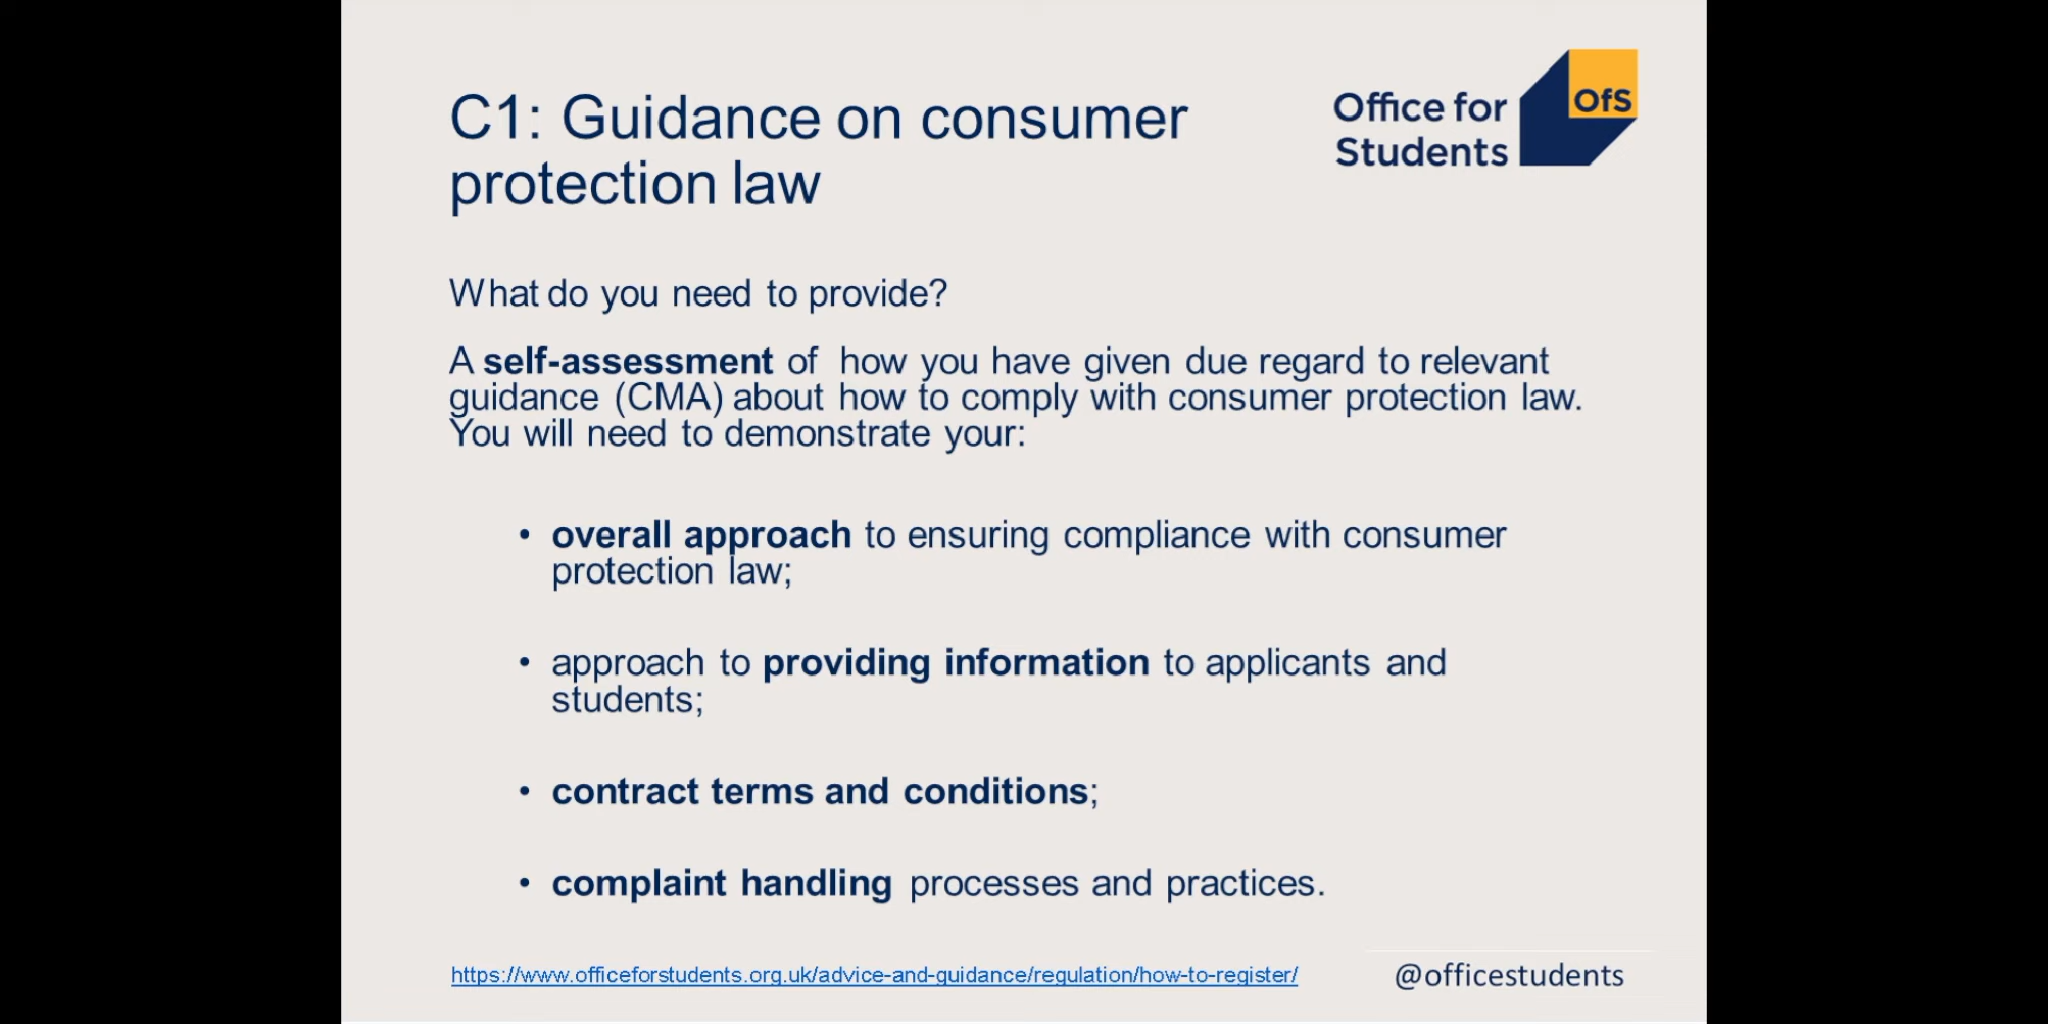 C1: Guidance on consumer
protection law
Office for
Students
OfS
What do you need to provide?
A self-assessment of how you have given due regard to relevant
guidance (CMA) about how to comply with consumer protection law.
You will need to demonstrate your:
• overall approach to ensuring compliance with consumer
protection law;
• approach to providing information to applicants and
students;
• contract terms and conditions;
• complaint handling processes and practices.
https://www.officeforstudents.org.uk/advice-and-guidance/regulation/how-to-register/
@officestudents